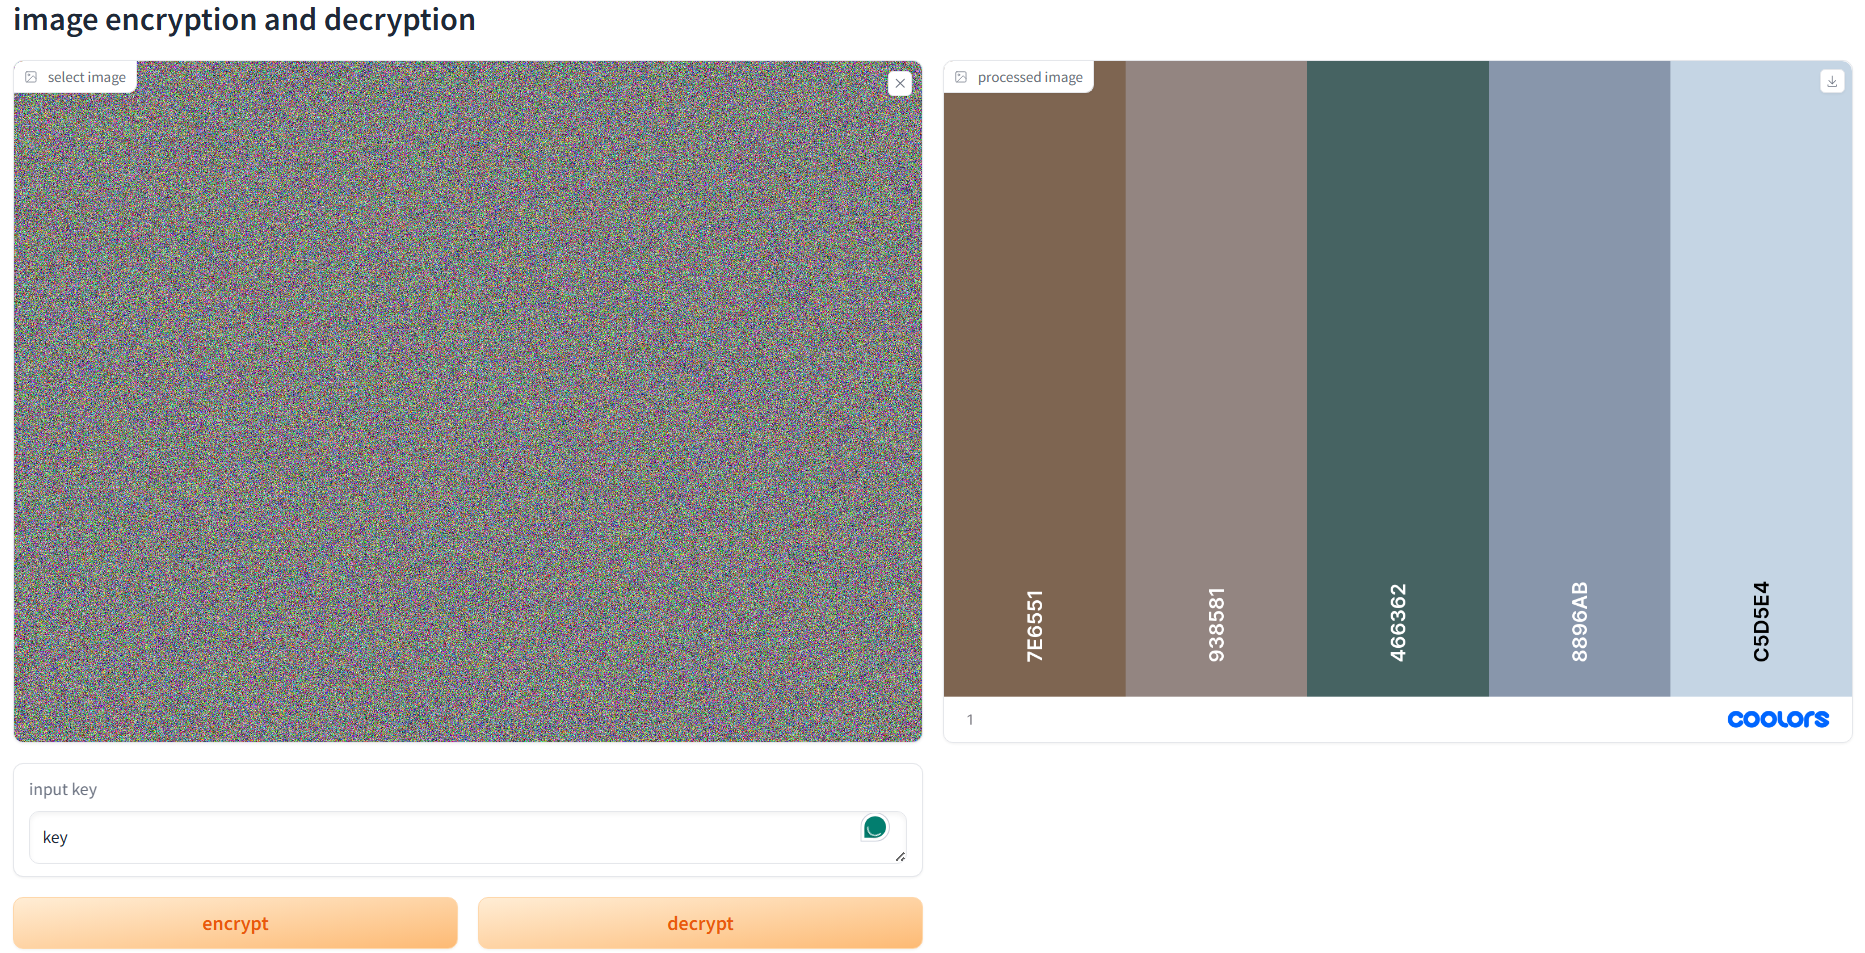 image encryption and decryption
select image
processed image
7E6551
938581
466362
8896AB
C5D5E4
1
coolors
input key
key
encrypt
decrypt